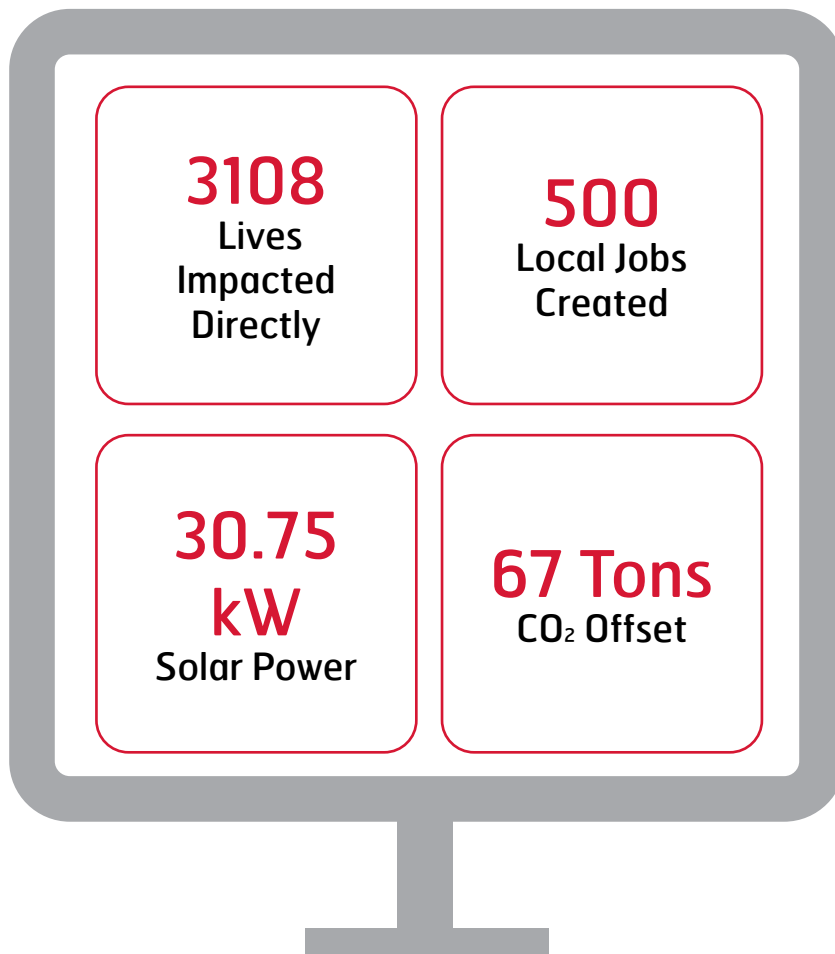 3108
Lives
Impacted
Directly
500
Local Jobs
Created
30.75
kW
Solar Power
67 Tons
CO₂ Offset